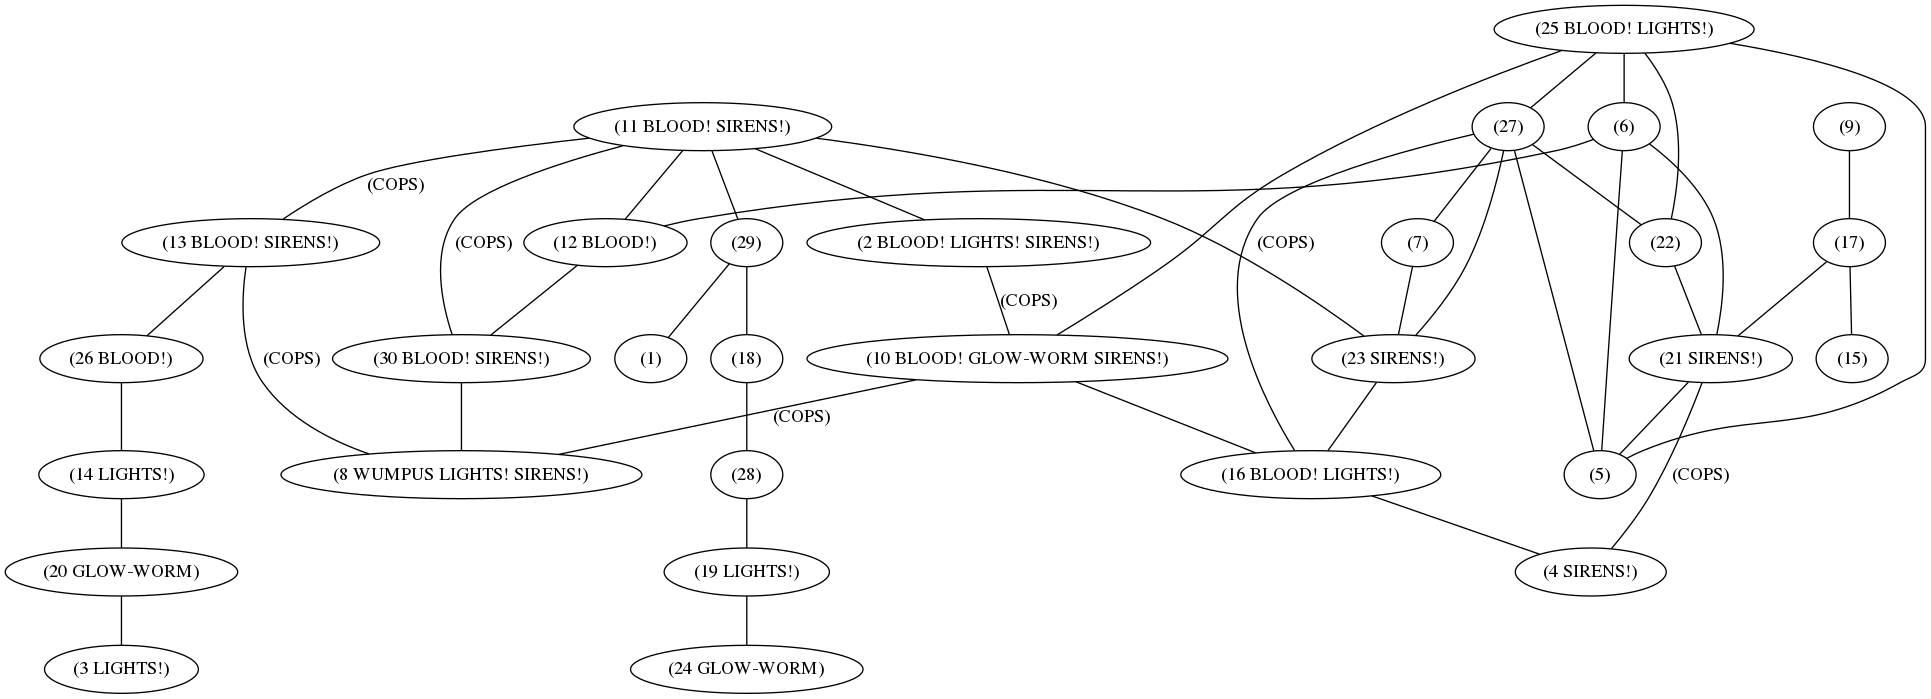 (25 BLOOD! LIGHTS!)
(11 BLOOD! SIRENS!)
(27)
(6)
(9)
(COPS)
(13 BLOOD! SIRENS!)
(COPS)
(12 BLOOD!)
(29)
(2 BLOOD! LIGHTS! SIRENS!)
(COPS)
(7)
(22)
(17)
(COPS)
(26 BLOOD!)
(COPS)
(30 BLOOD! SIRENS!)
(1)
(18)
(10 BLOOD! GLOW-WORM SIRENS!)
(23 SIRENS!)
(21 SIRENS!)
(15)
(COPS)
(14 LIGHTS!)
(8 WUMPUS LIGHTS! SIRENS!)
(28)
(16 BLOOD! LIGHTS!)
(5)
(COPS)
(20 GLOW-WORM)
(19 LIGHTS!)
(4 SIRENS!)
(3 LIGHTS!)
(24 GLOW-WORM)